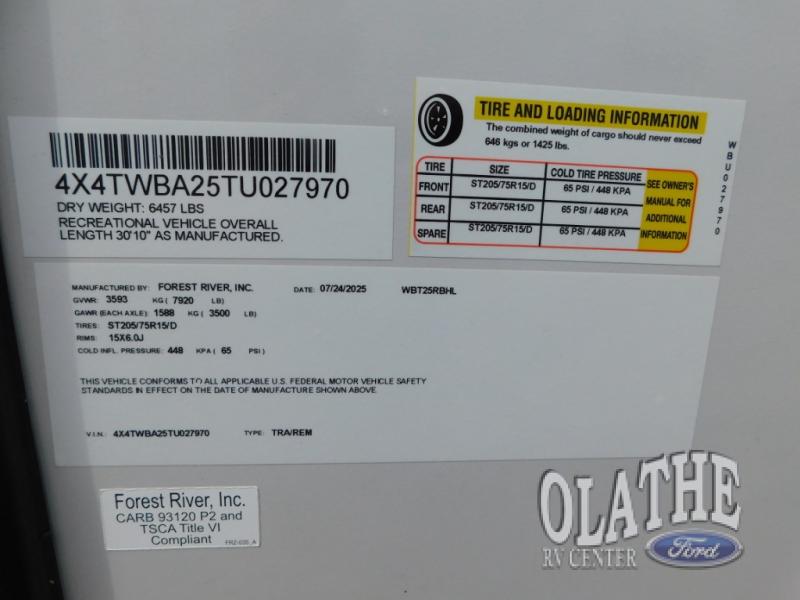 4X4TWBA25TU027970
DRY WEIGHT: 6457 LBS
RECREATIONAL VEHICLE OVERALL
LENGTH 30'10" AS MANUFACTURED.
TIRE AND LOADING INFORMATION
The combined weight of cargo should never exceed
646 kgs or 1425 lbs.
TIRE SIZE COLD TIRE PRESSURE
FRONT ST205/75R15/D 65 PSI / 448 KPA
REAR ST205/75R15/D 65 PSI / 448 KPA
SPARE ST205/75R15/D 65 PSI / 448 KPA
SEE OWNER'S
MANUAL FOR
ADDITIONAL
INFORMATION
WBU027970
MANUFACTURED BY: FOREST RIVER, INC. DATE: 07/24/2025 WBT25RBHL
GVWR: 3593 KG ( 7920 LB)
GAWR (EACH AXLE): 1588 KG ( 3500 LB)
TIRES: ST205/75R15/D
RIMS: 15X6.0J
COLD INFL. PRESSURE: 448 KPA ( 65 PSI )
THIS VEHICLE CONFORMS TO ALL APPLICABLE U.S. FEDERAL MOTOR VEHICLE SAFETY
STANDARDS IN EFFECT ON THE DATE OF MANUFACTURE SHOWN ABOVE.
V.I.N.: 4X4TWBA25TU027970 TYPE: TRA/REM
Forest River, Inc.
CARB 93120 P2 and
TSCA Title VI
Compliant
OLATHE
RV CENTER
Ford